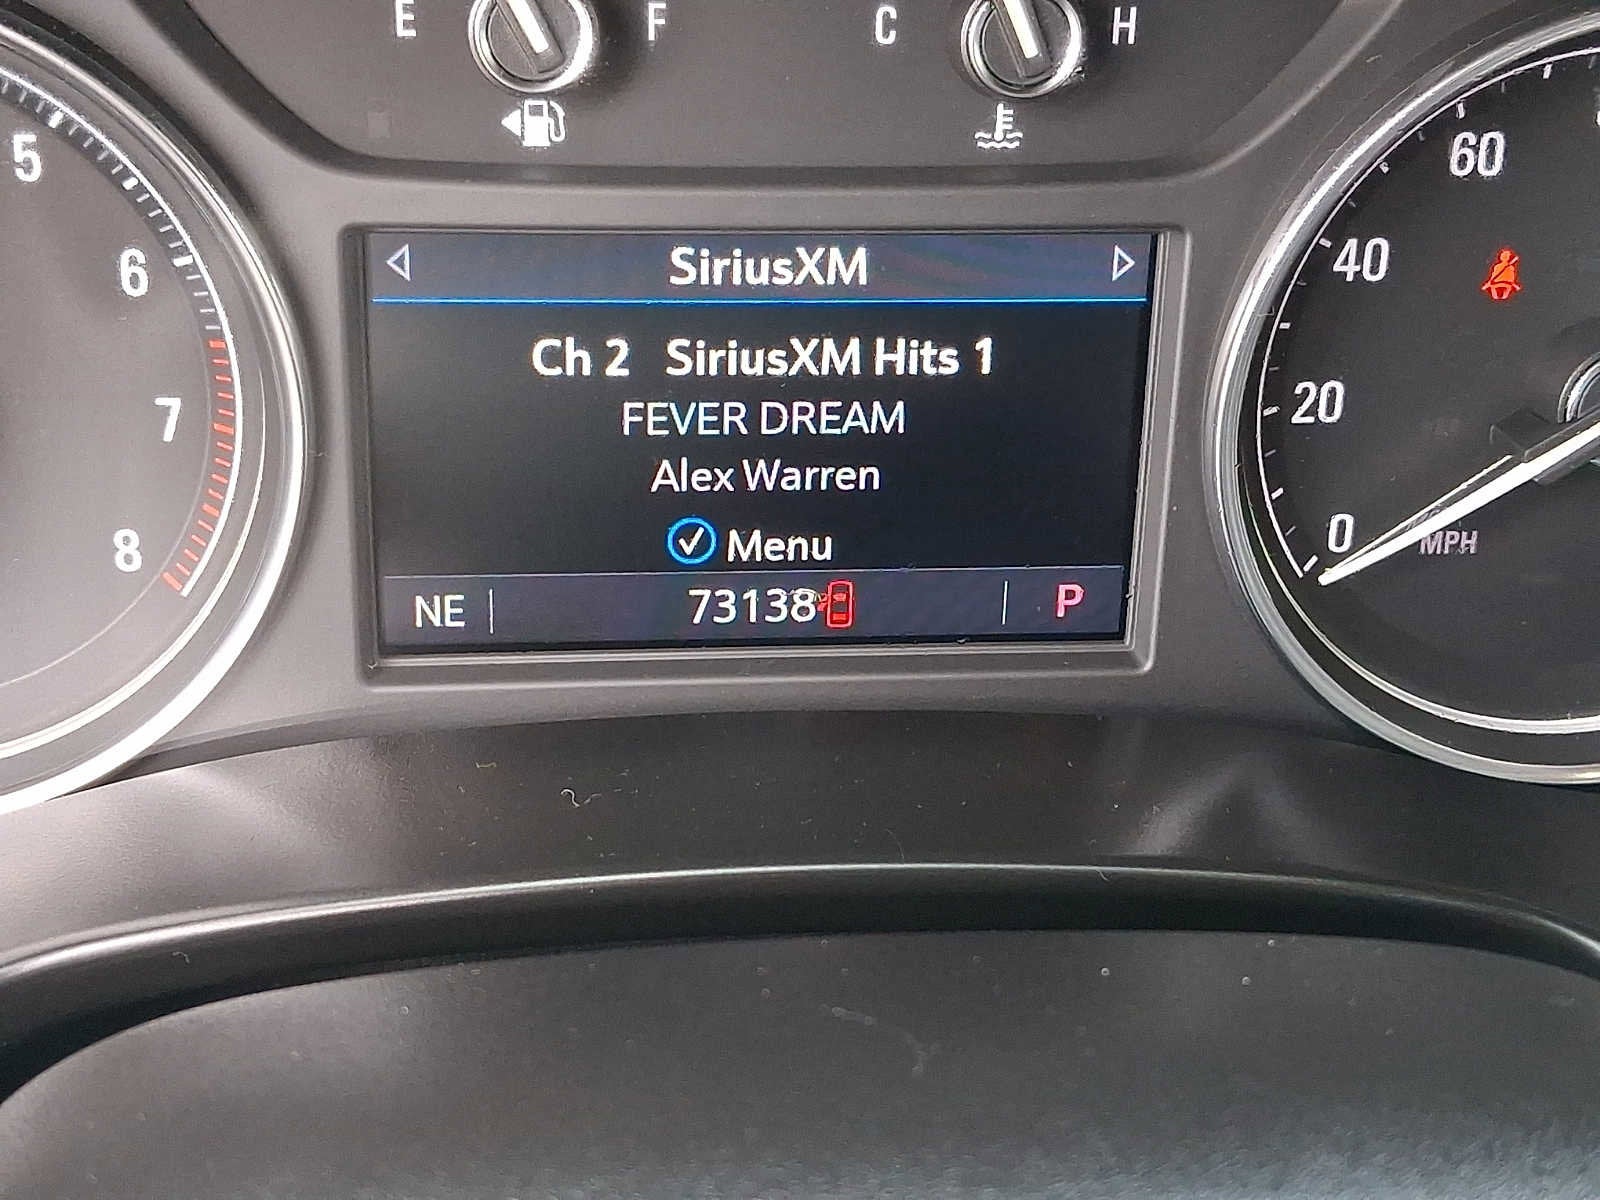 E F C H
5
6
7
8
SiriusXM
Ch 2 SiriusXM Hits 1
FEVER DREAM
Alex Warren
Menu
NE 73138 P
60
40
20
0
MPH